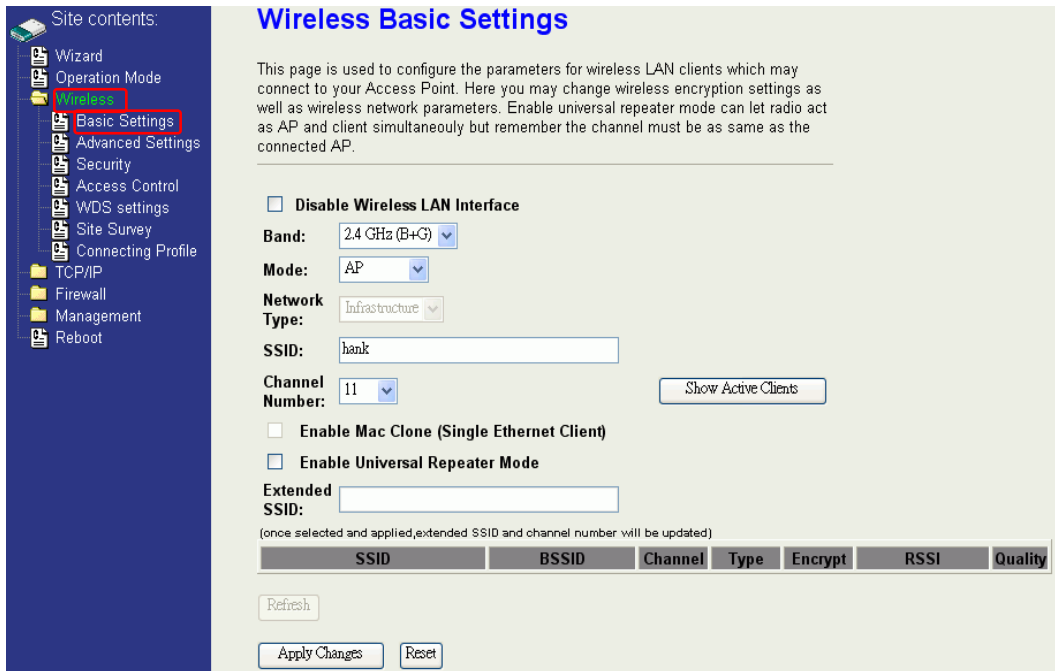 Site contents:
Wizard
Operation Mode
Wireless
Basic Settings
Advanced Settings
Security
Access Control
WDS settings
Site Survey
Connecting Profile
TCP/IP
Firewall
Management
Reboot
Wireless Basic Settings
This page is used to configure the parameters for wireless LAN clients which may
connect to your Access Point. Here you may change wireless encryption settings as
well as wireless network parameters. Enable universal repeater mode can let radio act
as AP and client simultaneouly but remember the channel must be as same as the
connected AP.
Disable Wireless LAN Interface
Band: 2.4 GHz (B+G)
Mode: AP
Network
Type: Infrastructure
SSID: hank
Channel
Number: 11 Show Active Clients
Enable Mac Clone (Single Ethernet Client)
Enable Universal Repeater Mode
Extended
SSID:
(once selected and applied,extended SSID and channel number will be updated)
SSID BSSID Channel Type Encrypt RSSI Quality
Refresh
Apply Changes Reset